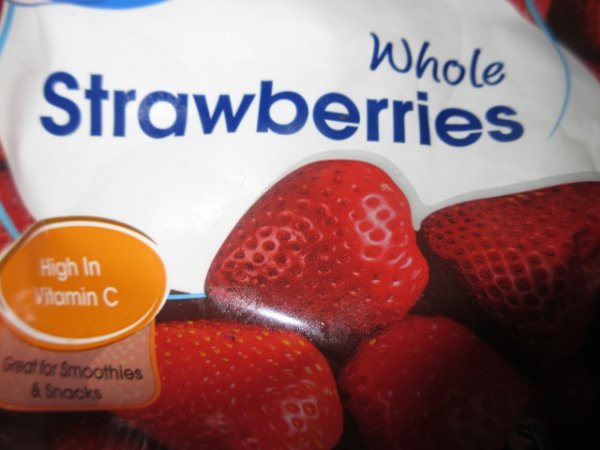 Whole
Strawberries
High In
Vitamin C
Great for Smoothies
& Snacks